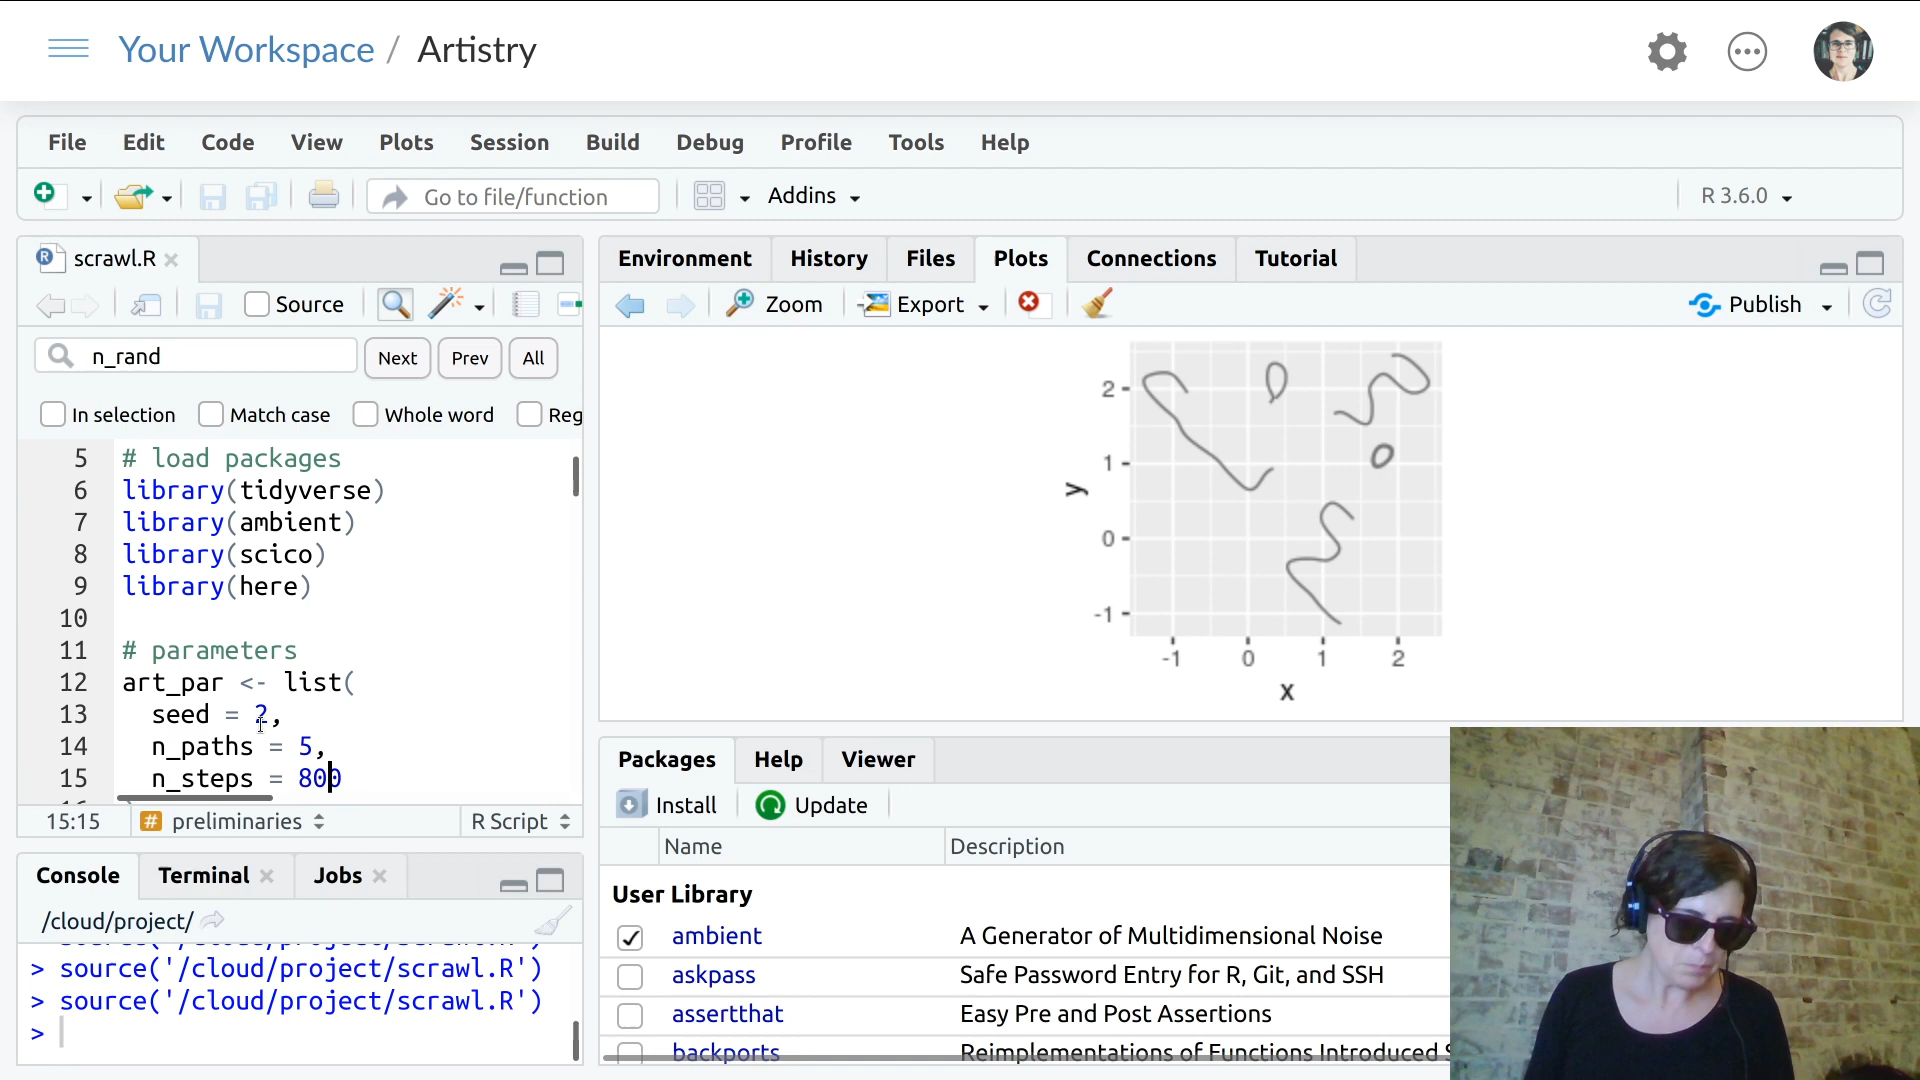 Your Workspace / Artistry
File Edit Code View Plots Session Build Debug Profile Tools Help
Go to file/function Addins R 3.6.0
scrawl.R
Source
n_rand Next Prev All
In selection Match case Whole word Reg
5 # load packages
6 library(tidyverse)
7 library(ambient)
8 library(scico)
9 library(here)
10
11 # parameters
12 art_par <- list(
13 seed = 2,
14 n_paths = 5,
15 n_steps = 800
15:15 # preliminaries R Script
Console Terminal Jobs
/cloud/project/
> source('/cloud/project/scrawl.R')
> source('/cloud/project/scrawl.R')
>
Environment History Files Plots Connections Tutorial
Zoom Export Publish
2
1
0
-1
y
-1 0 1 2
x
Packages Help Viewer
Install Update
Name Description
User Library
ambient A Generator of Multidimensional Noise
askpass Safe Password Entry for R, Git, and SSH
assertthat Easy Pre and Post Assertions
backports Reimplementations of Functions Introduced S